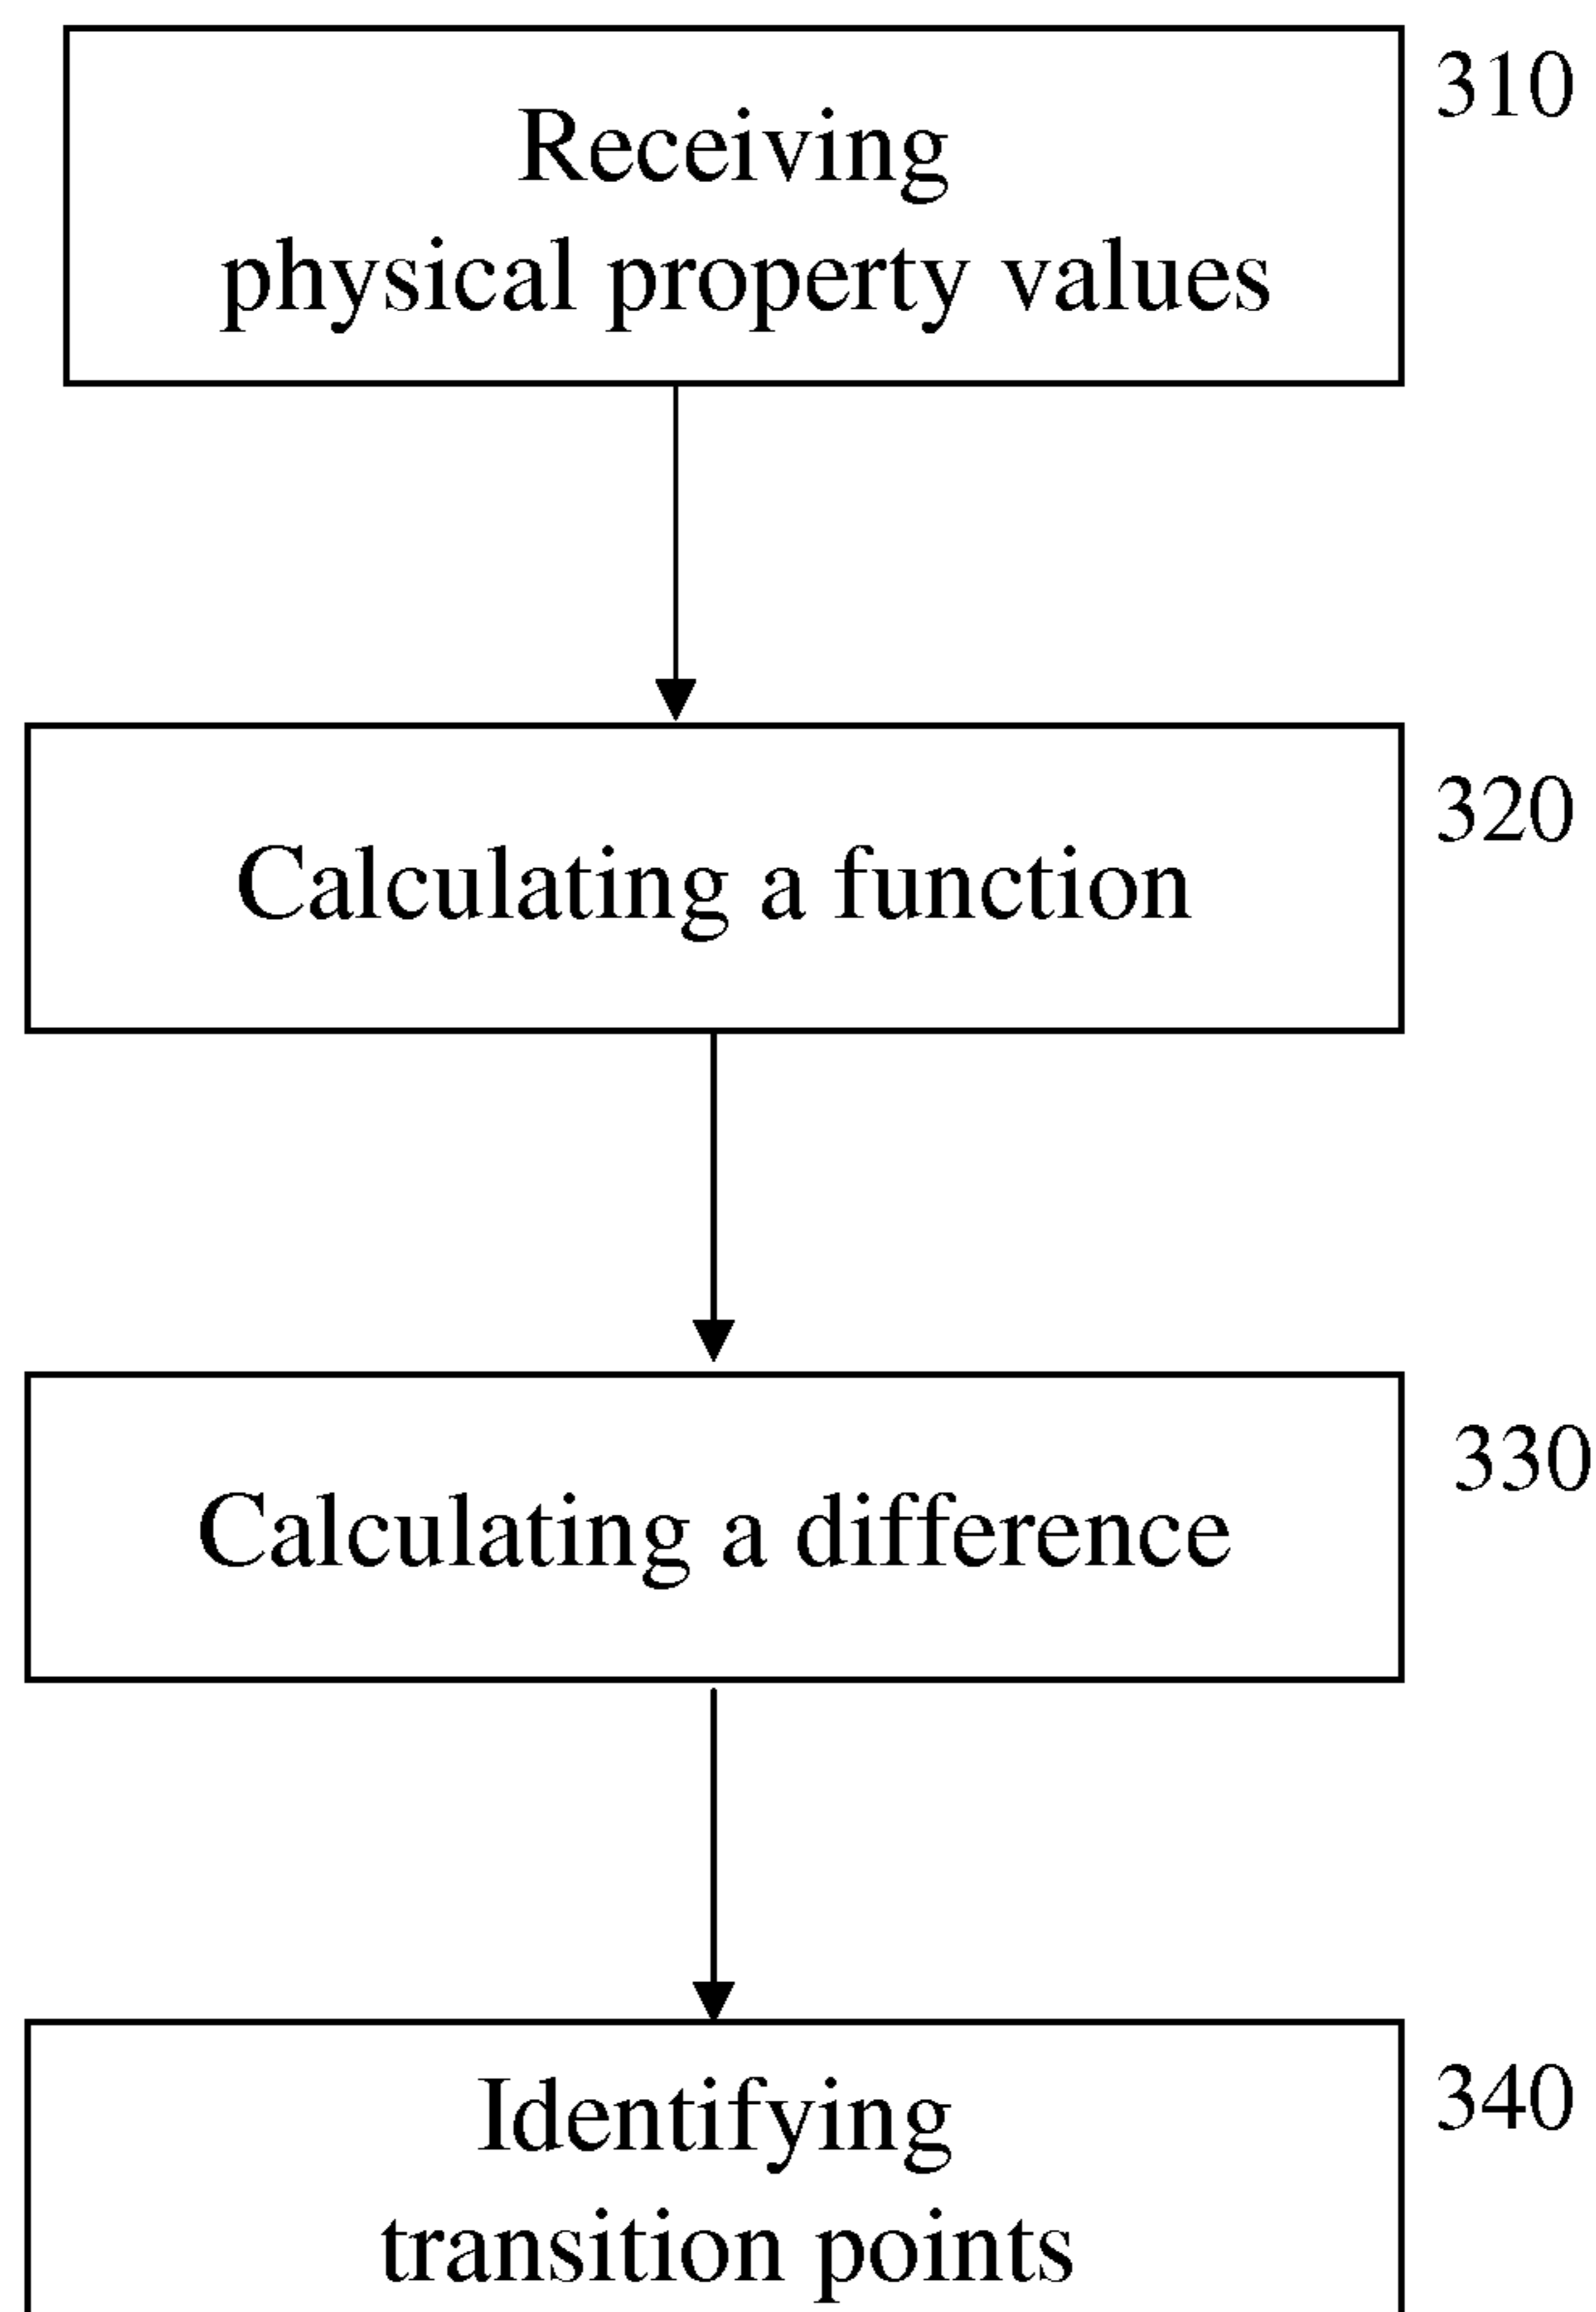 310
Receiving
physical property values
320
Calculating a function
330
Calculating a difference
340
Identifying
transition points